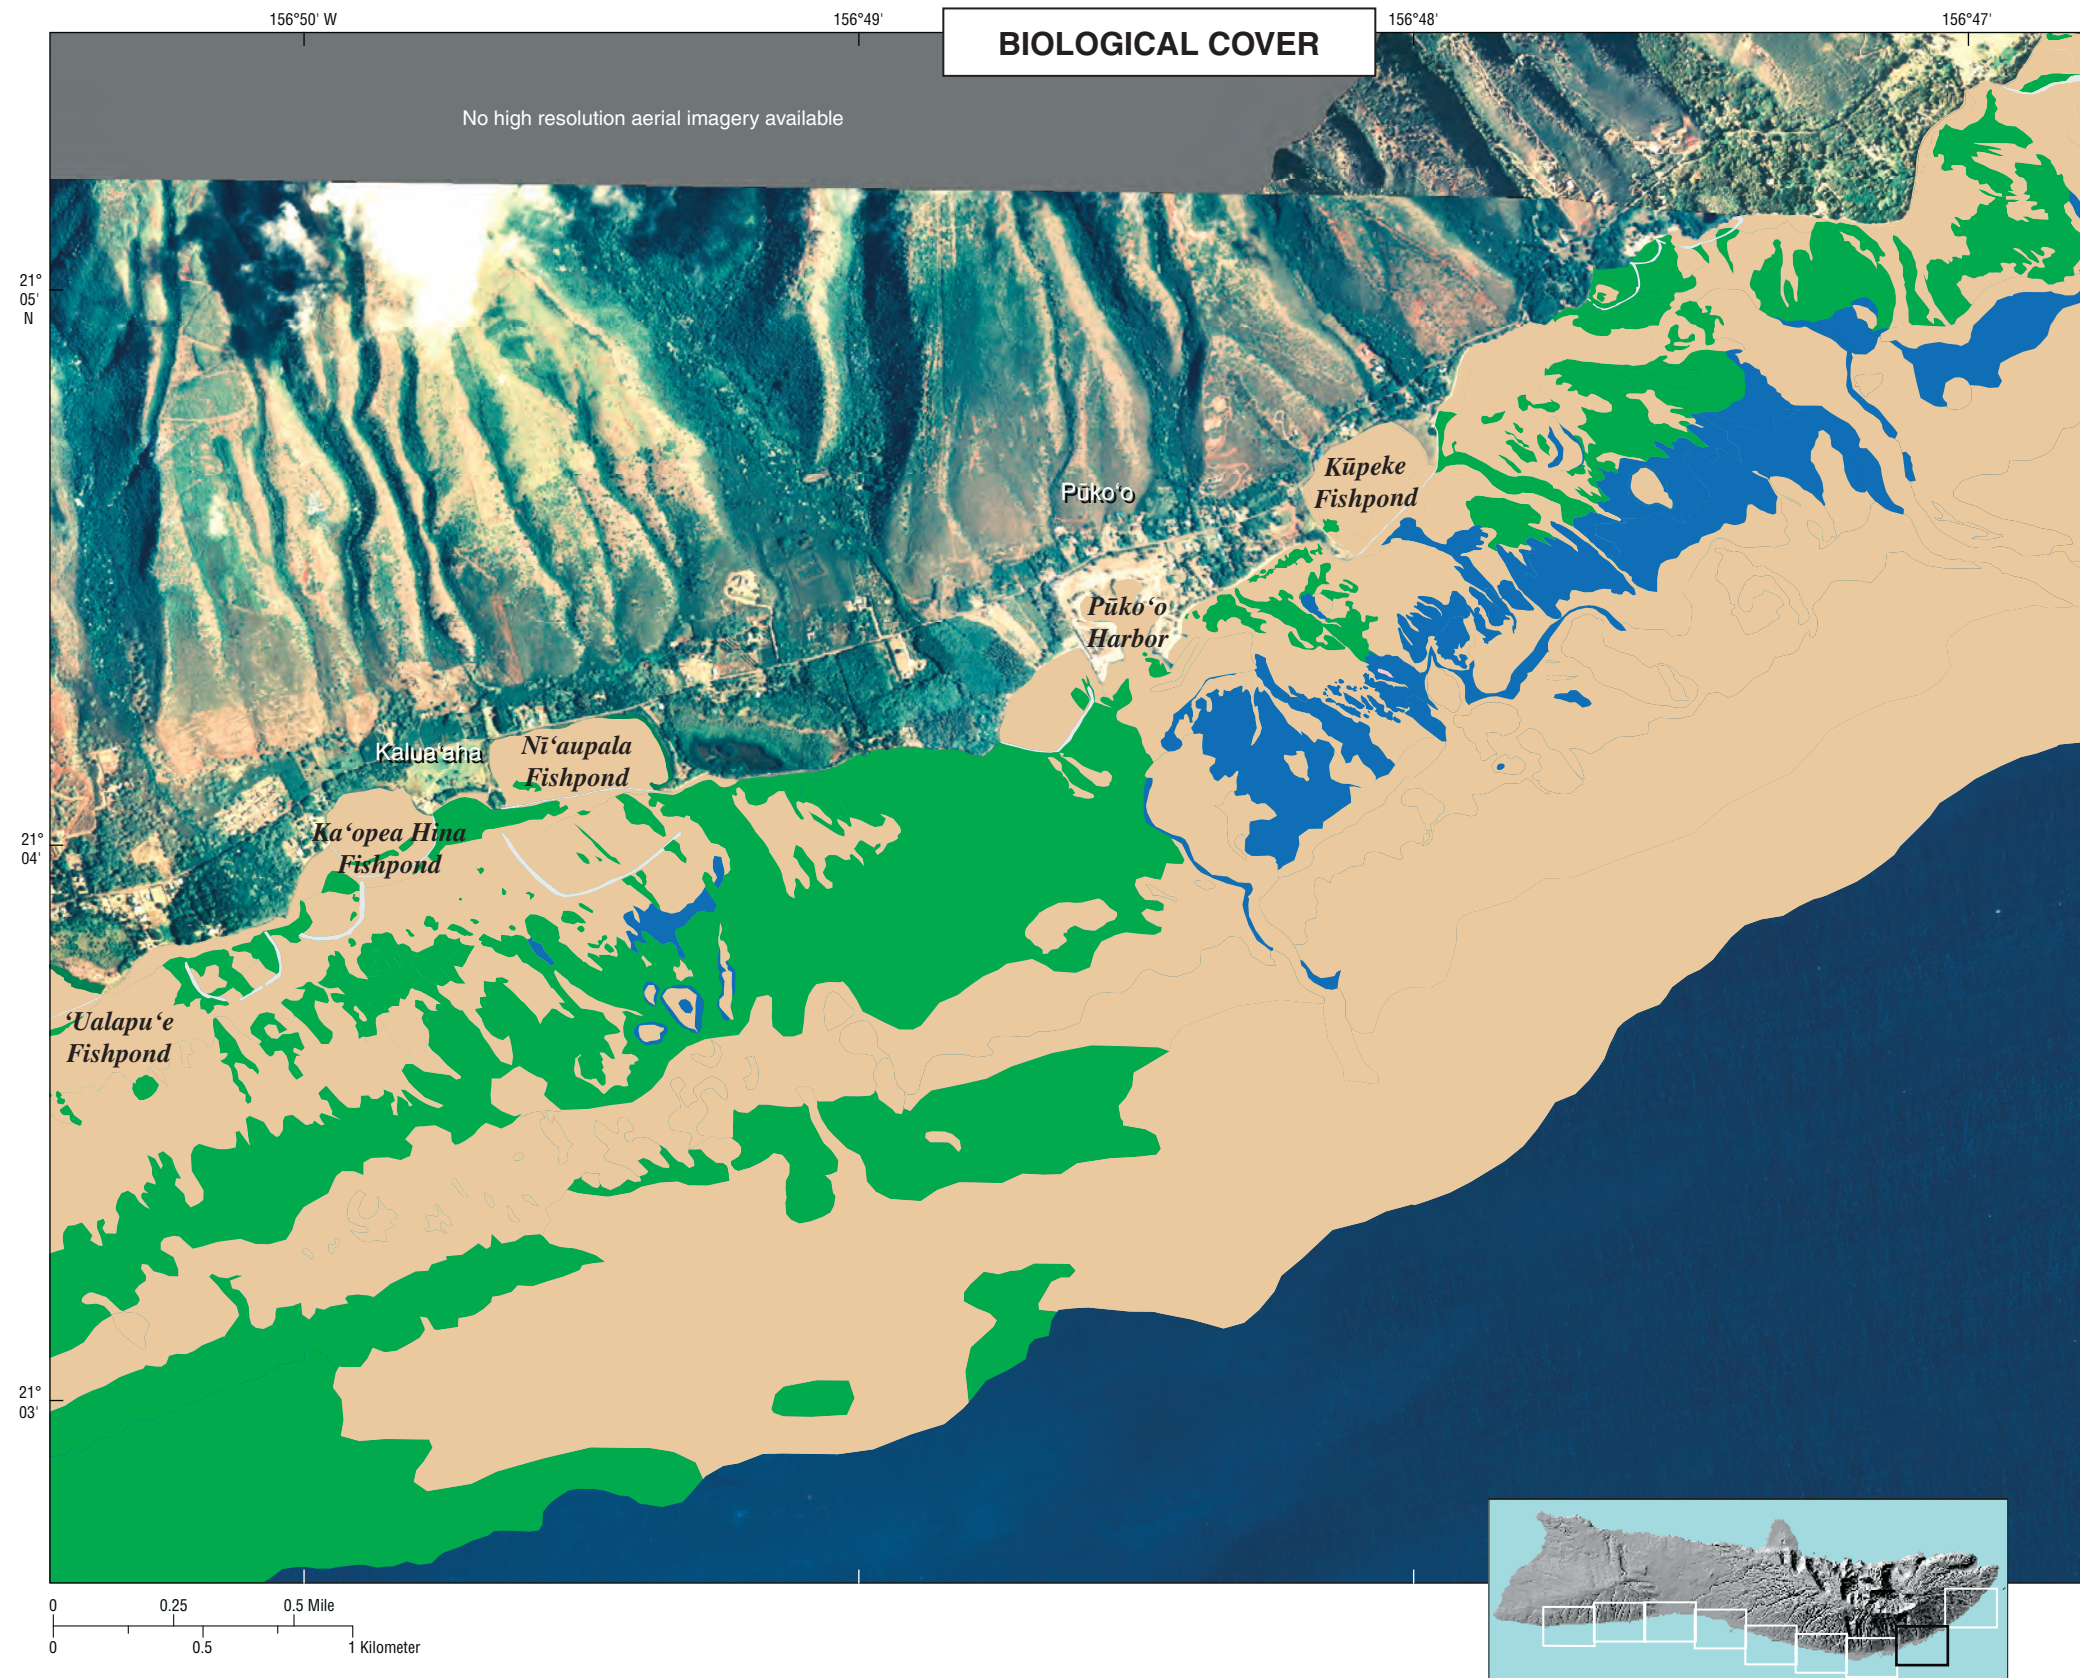 156°50' W
156°49'
156°48'
156°47'
BIOLOGICAL COVER
No high resolution aerial imagery available
21°
05'
N
Kūpeke
Fishpond
Pūko‘o
Pūko‘o
Harbor
Kalua‘aha
Nī‘aupala
Fishpond
21°
04'
Ka‘opea Hina
Fishpond
‘Ualapu‘e
Fishpond
21°
03'
0 0.25 0.5 Mile
0 0.5 1 Kilometer